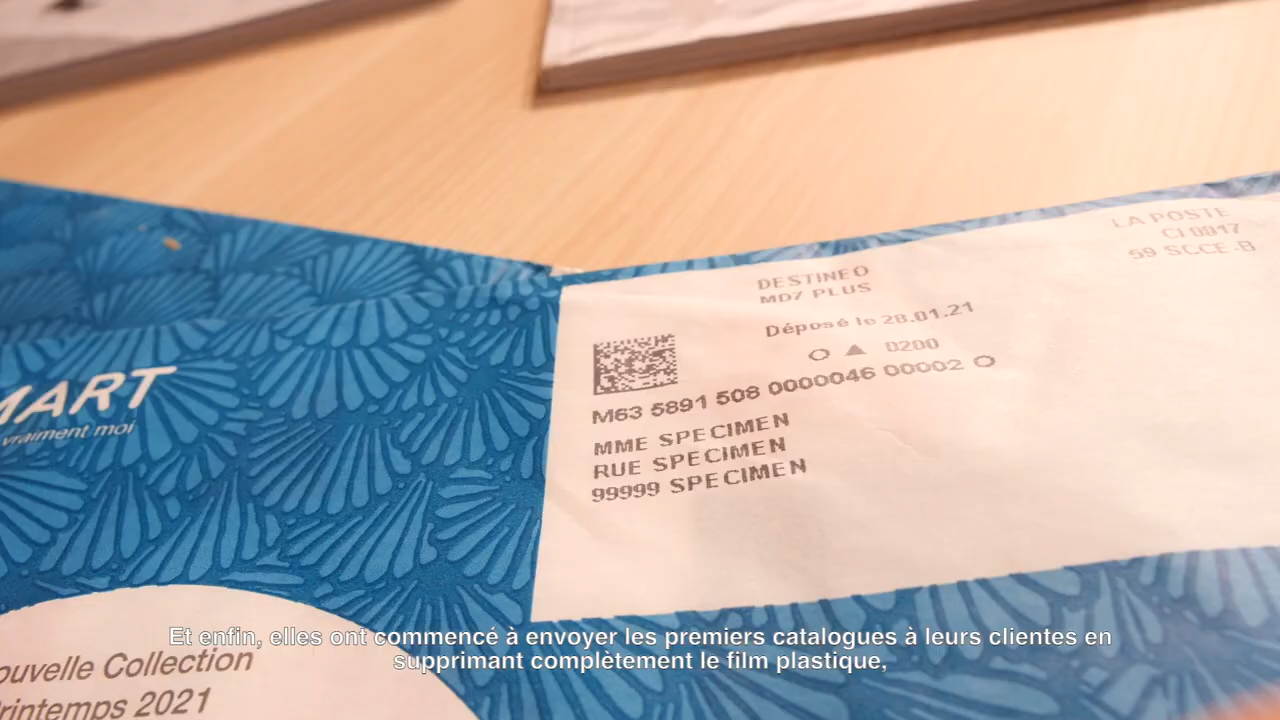 LA POSTE
CI 0017
59 SCCE-B
DESTINEO
MD7 PLUS
Déposé le 28.01.21
0200
M63 5891 508 0000046 00002
MME SPECIMEN
RUE SPECIMEN
99999 SPECIMEN
MART
vraiment moi
ouvelle Collection
rintemps 2021
Et enfin, elles ont commencé à envoyer les premiers catalogues à leurs clientes en
supprimant complètement le film plastique,